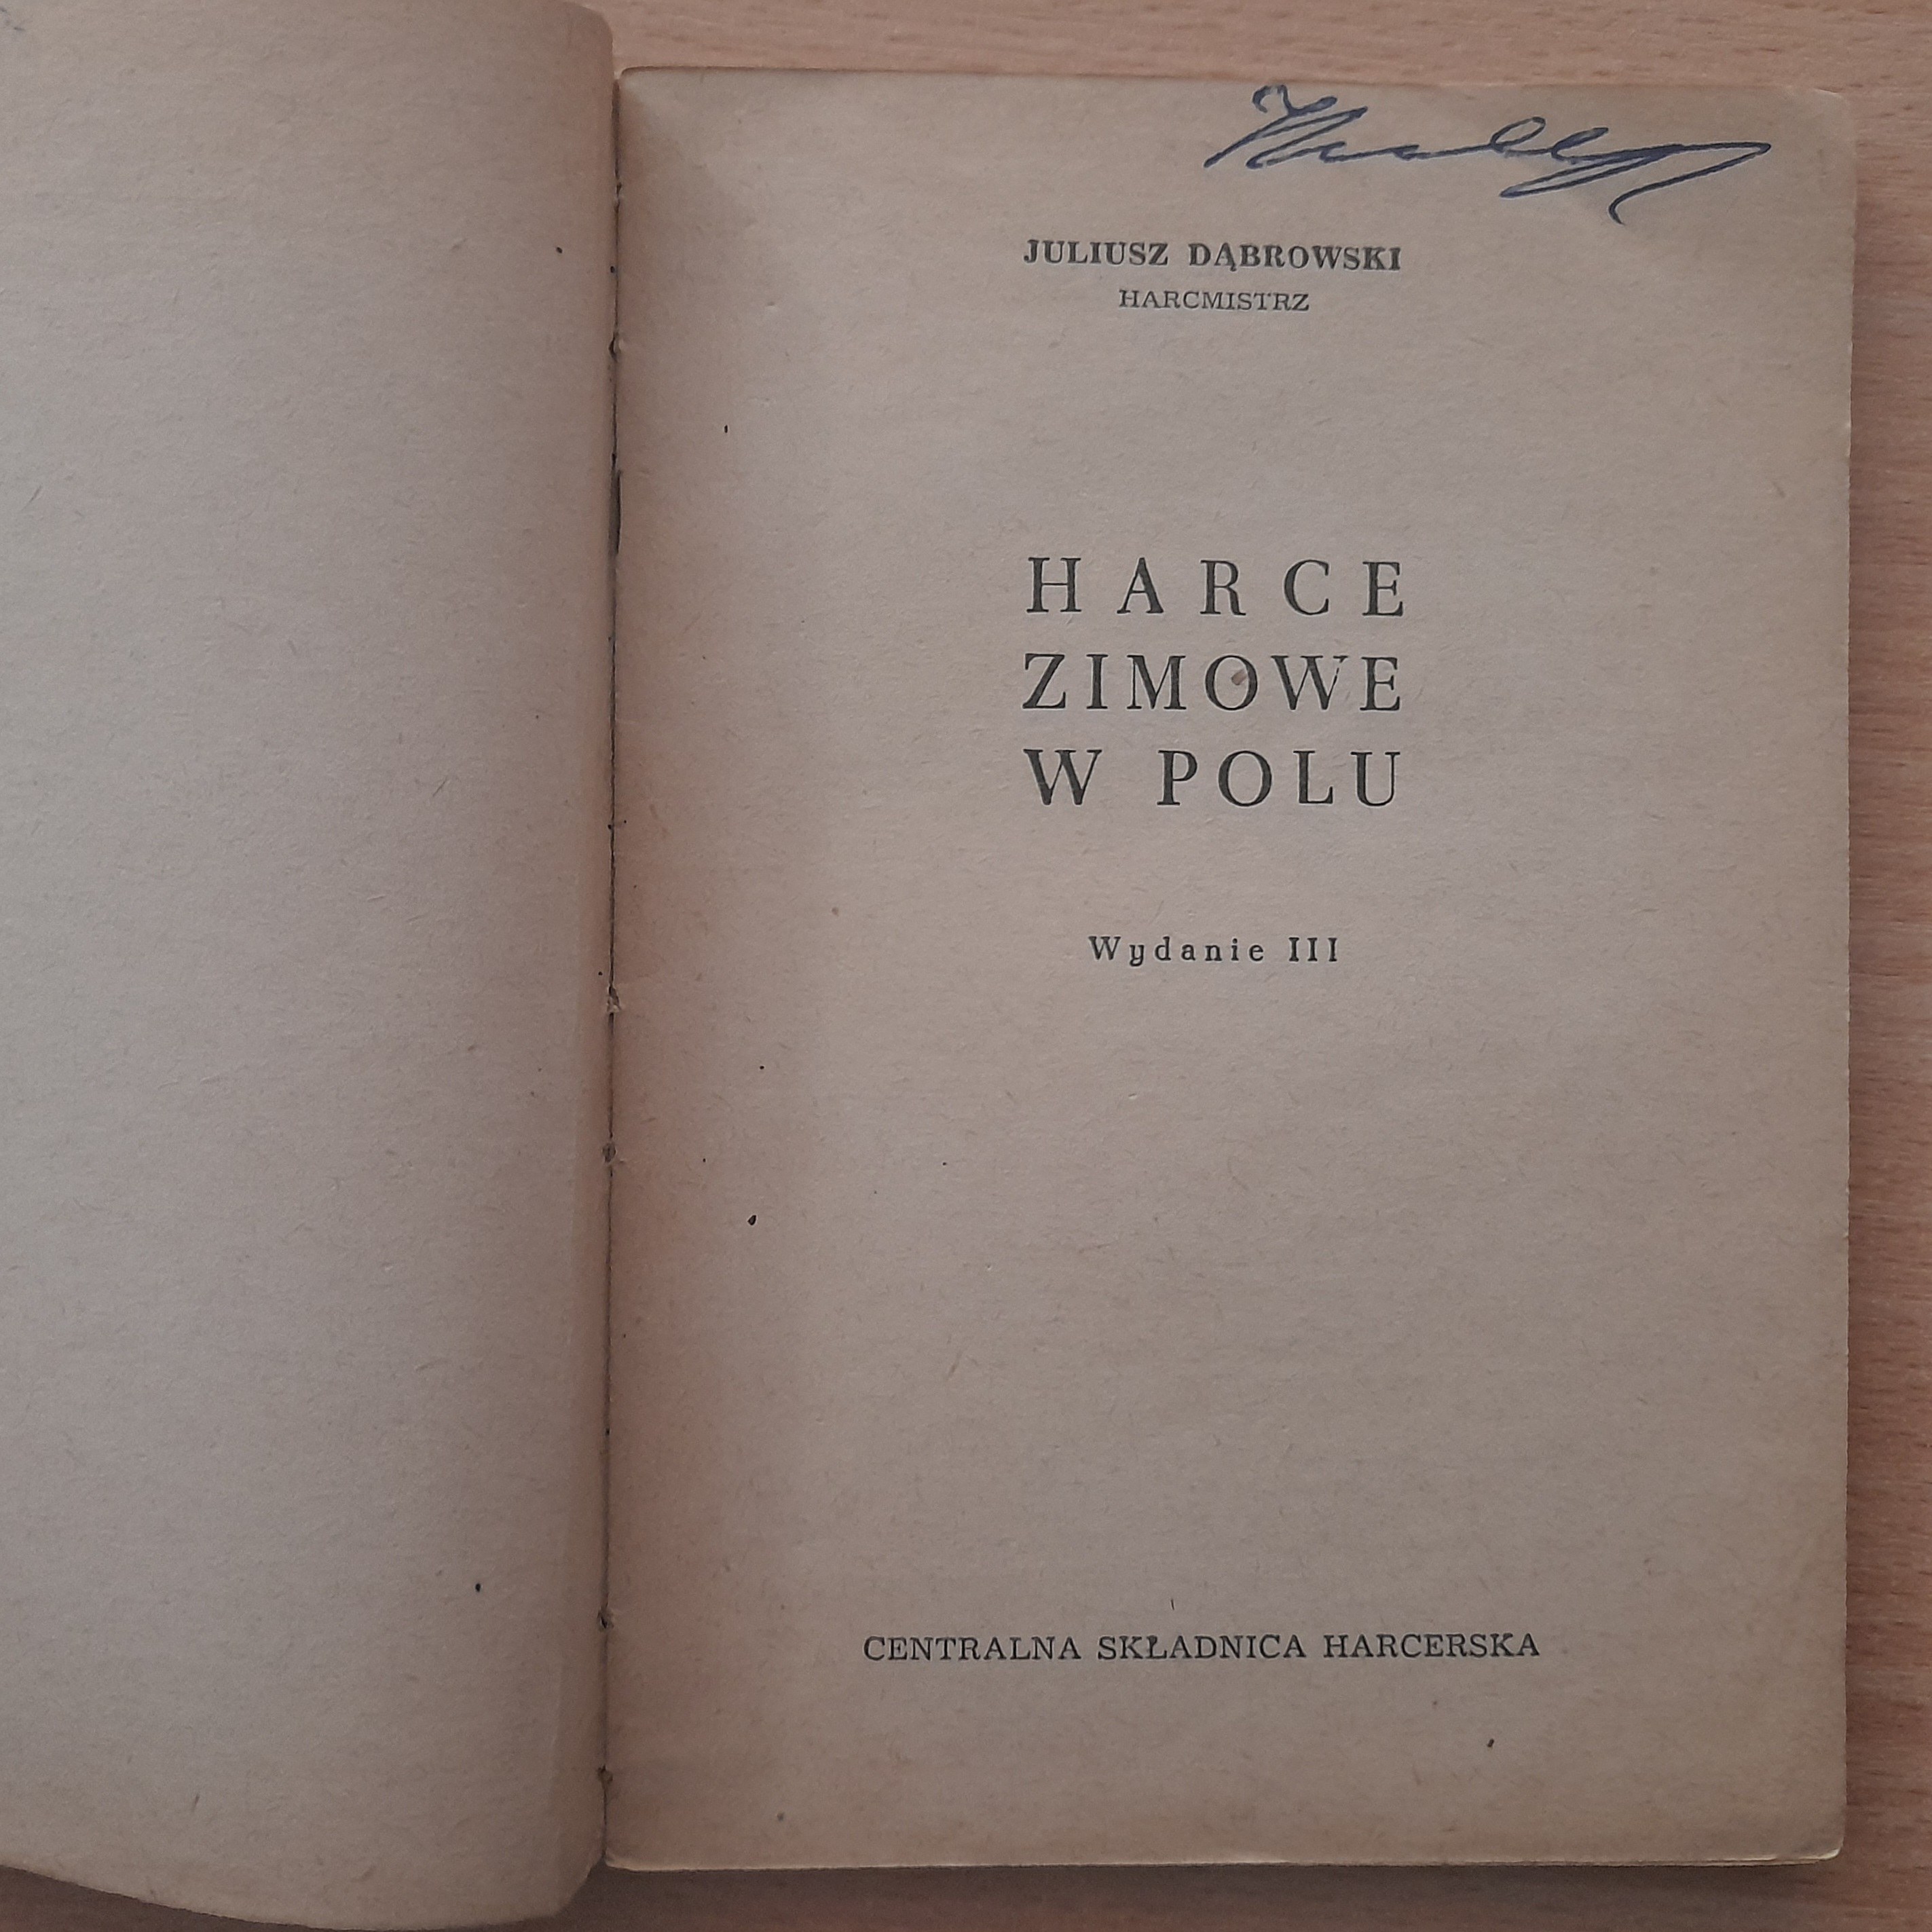 JULIUSZ DĄBROWSKI
HARCMISTRZ
HARCE
ZIMOWE
W POLU
Wydanie III
CENTRALNA SKŁADNICA HARCERSKA